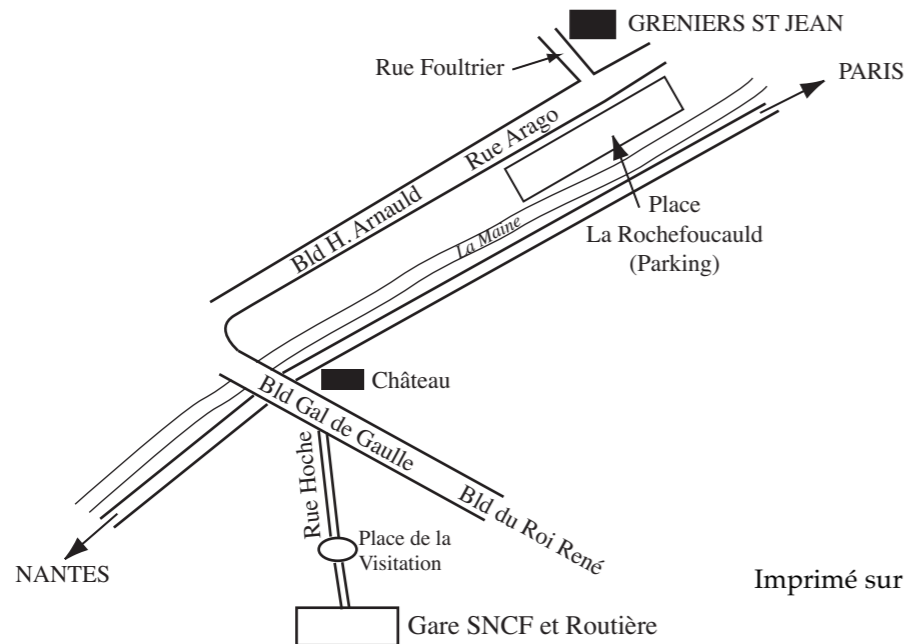 GRENIERS ST JEAN
Rue Foultrier
PARIS
Rue Arago
Bld H. Arnauld
La Maine
Place
La Rochefoucauld
(Parking)
Château
Bld Gal de Gaulle
Rue Hoche
Bld du Roi René
Place de la
Visitation
NANTES
Imprimé sur
Gare SNCF et Routière